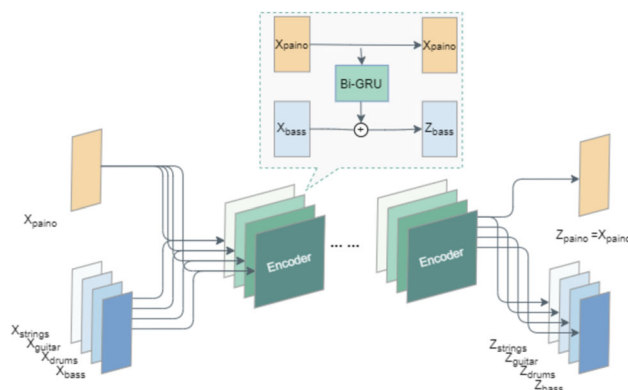 Xpaino
Xpaino
Bi-GRU
Xbass
Zbass
Xpaino
Encoder
... ...
Encoder
Zpaino =Xpaino
Xstrings
Xguitar
Xdrums
Xbass
Zstrings
Zguitar
Zdrums
Zbass